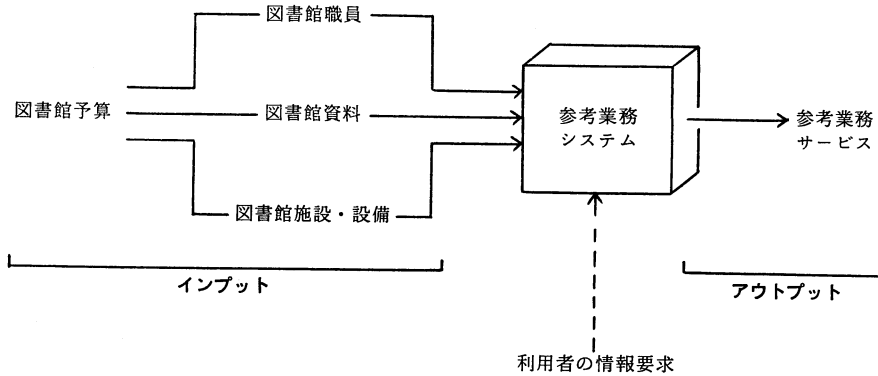 図書館職員
図書館予算
図書館資料
図書館施設・設備
参考業務
システム
参考業務
サービス
インプット
アウトプット
利用者の情報要求